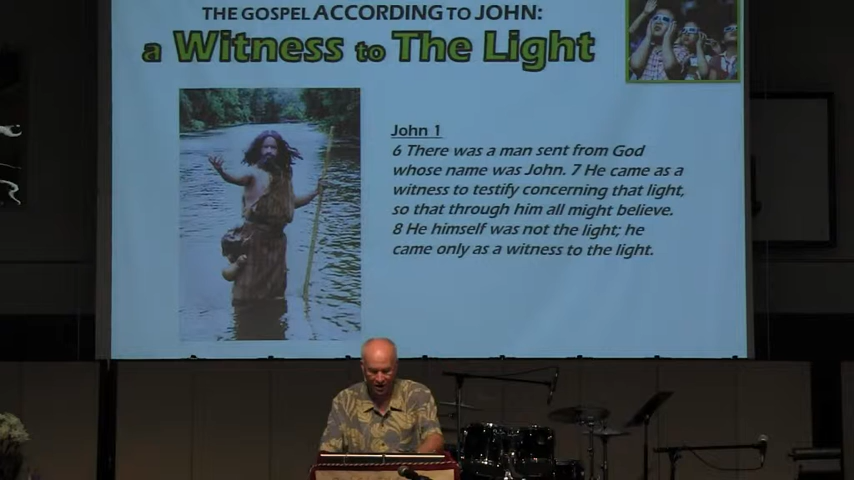 THE GOSPEL ACCORDING TO JOHN:
a Witness to The Light
John 1
6 There was a man sent from God
whose name was John. 7 He came as a
witness to testify concerning that light,
so that through him all might believe.
8 He himself was not the light; he
came only as a witness to the light.